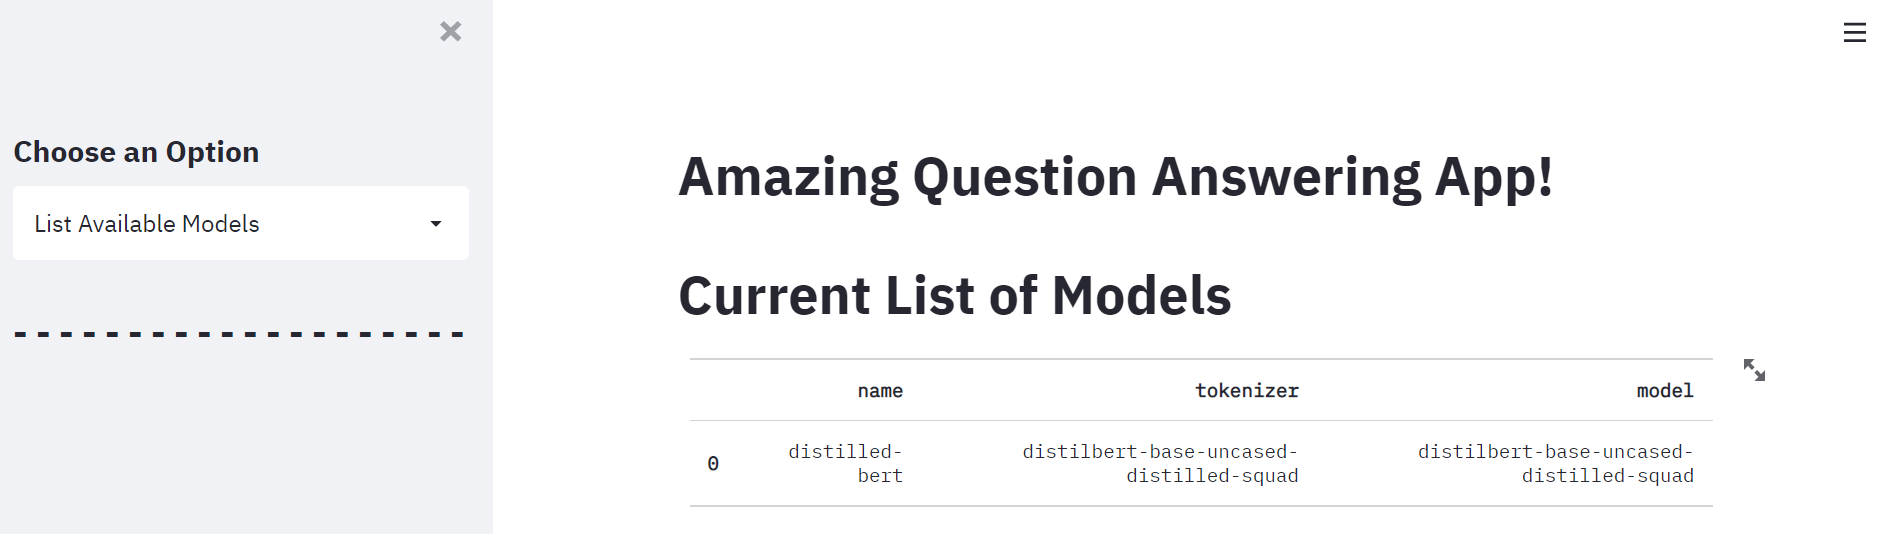 Choose an Option
List Available Models
--------------------
Amazing Question Answering App!
Current List of Models
name tokenizer model
0 distilled-bert distilbert-base-uncased-distilled-squad distilbert-base-uncased-distilled-squad